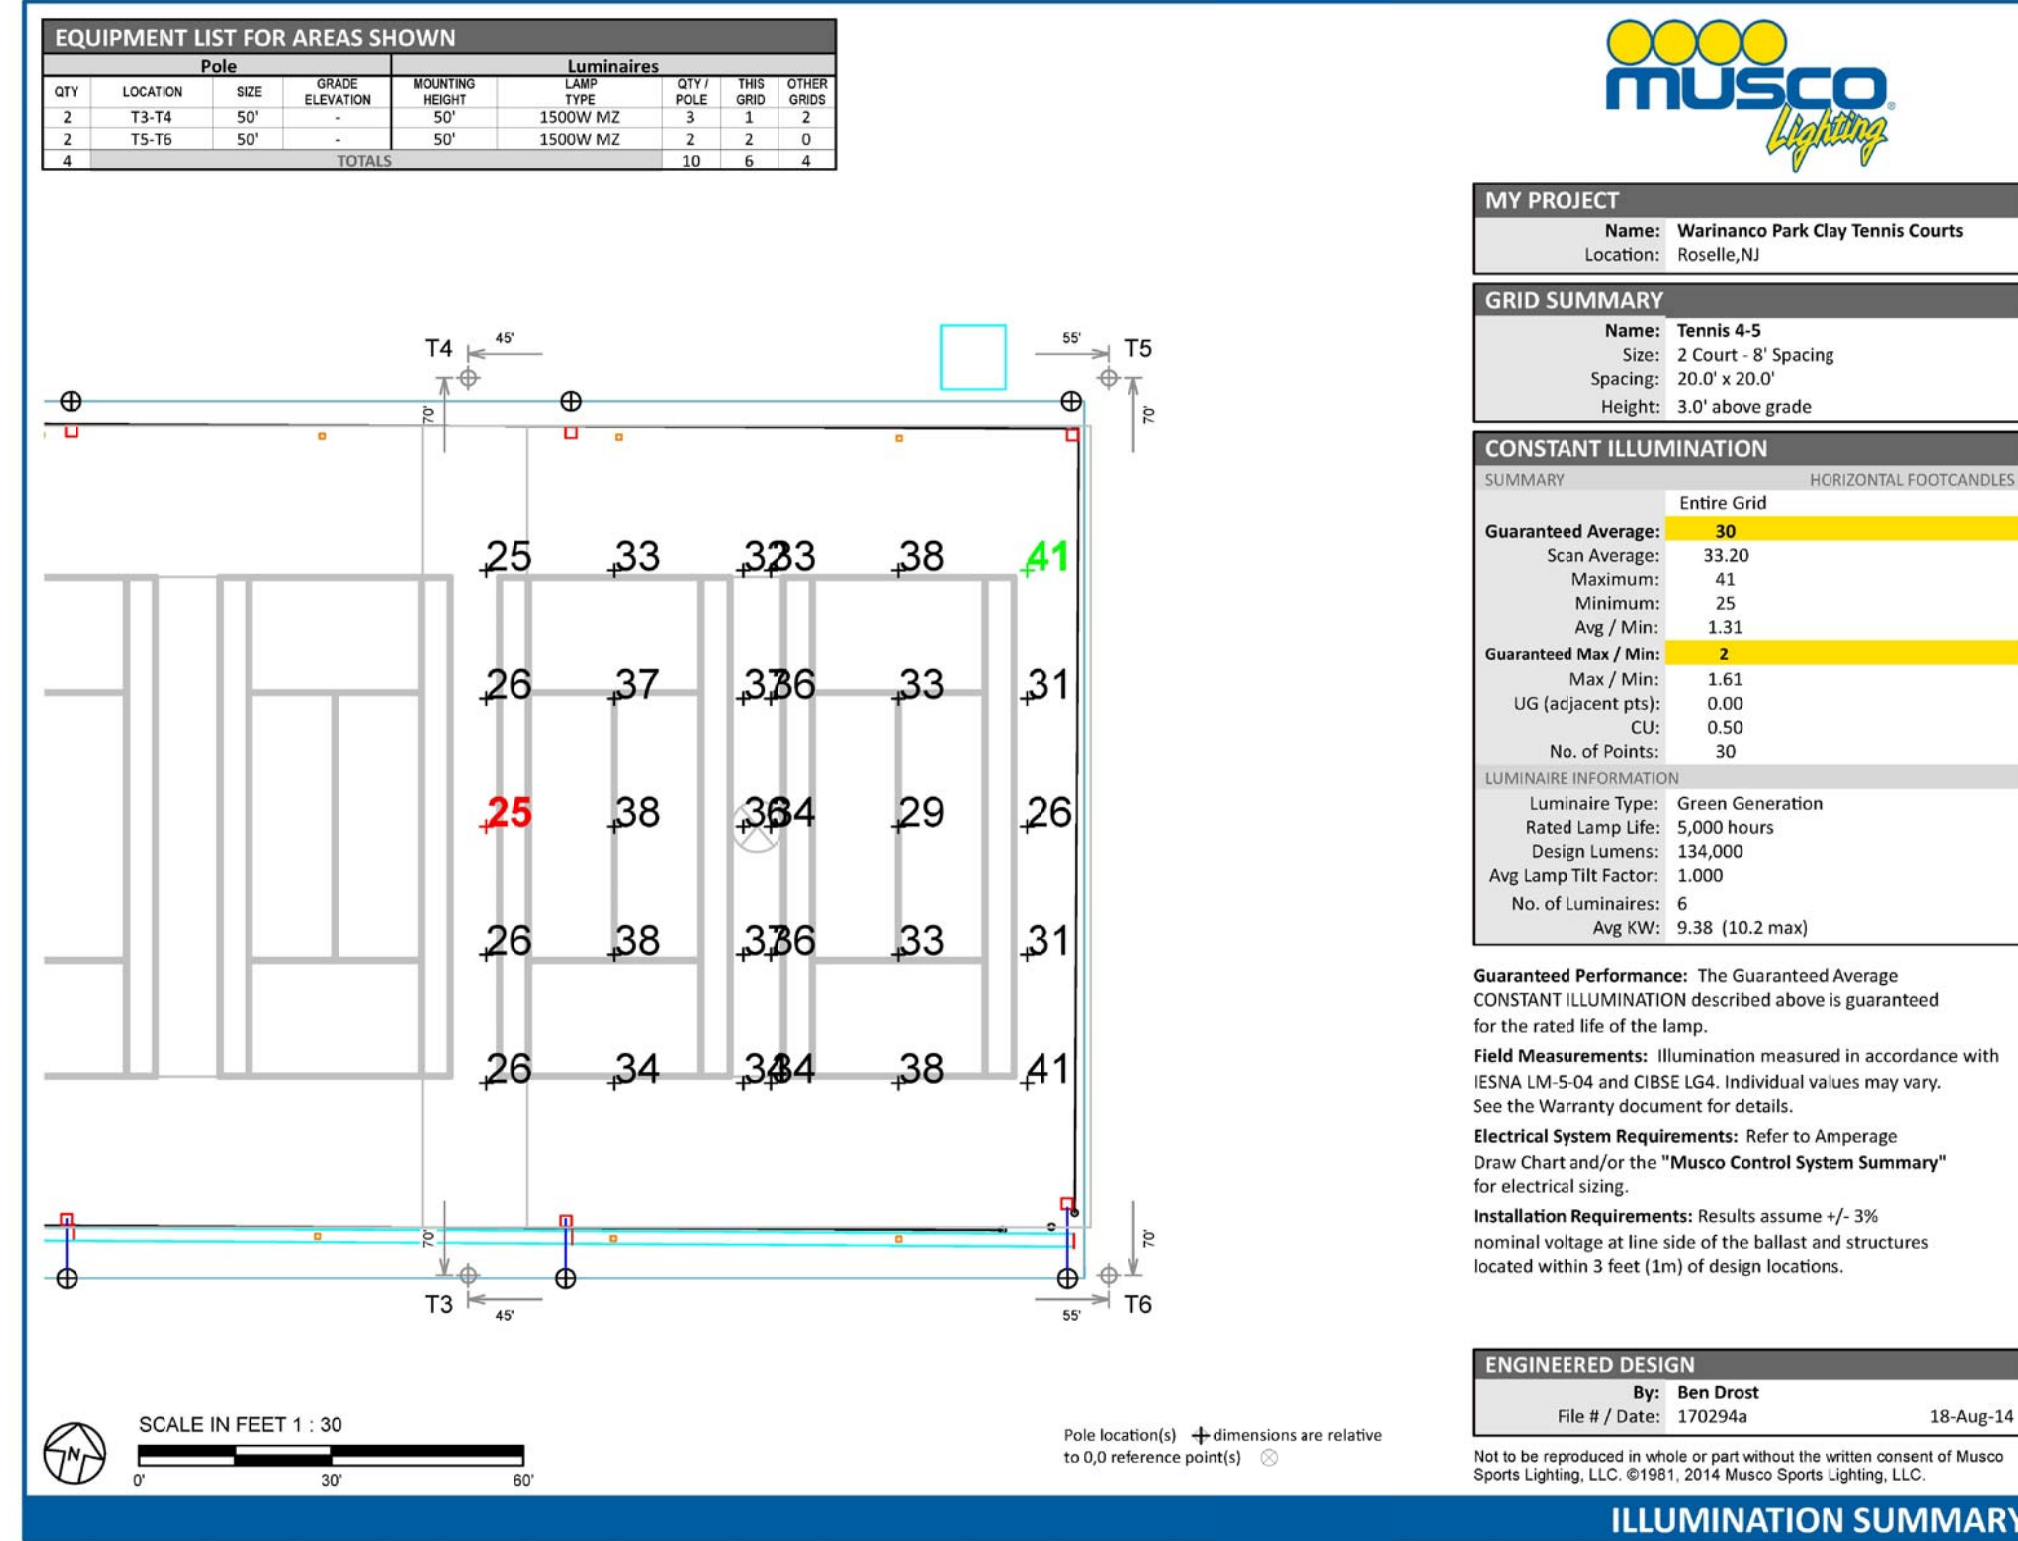 EQUIPMENT LIST FOR AREAS SHOWN
Pole Luminaires
QTY LOCATION SIZE GRADE ELEVATION MOUNTING HEIGHT LAMP TYPE QTY / POLE THIS GRID OTHER GRIDS
2 T3-T4 50' - 50' 1500W MZ 3 1 2
2 T5-T6 50' - 50' 1500W MZ 2 2 0
4 TOTALS 10 6 4
musco
Lighting
MY PROJECT
Name: Warinanco Park Clay Tennis Courts
Location: Roselle,NJ
GRID SUMMARY
Name: Tennis 4-5
Size: 2 Court - 8' Spacing
Spacing: 20.0' x 20.0'
Height: 3.0' above grade
CONSTANT ILLUMINATION
SUMMARY HORIZONTAL FOOTCANDLES
Entire Grid
Guaranteed Average: 30
Scan Average: 33.20
Maximum: 41
Minimum: 25
Avg / Min: 1.31
Guaranteed Max / Min: 2
Max / Min: 1.61
UG (adjacent pts): 0.00
CU: 0.50
No. of Points: 30
LUMINAIRE INFORMATION
Luminaire Type: Green Generation
Rated Lamp Life: 5,000 hours
Design Lumens: 134,000
Avg Lamp Tilt Factor: 1.000
No. of Luminaires: 6
Avg KW: 9.38 (10.2 max)
Guaranteed Performance: The Guaranteed Average
CONSTANT ILLUMINATION described above is guaranteed
for the rated life of the lamp.
Field Measurements: Illumination measured in accordance with
IESNA LM-5-04 and CIBSE LG4. Individual values may vary.
See the Warranty document for details.
Electrical System Requirements: Refer to Amperage
Draw Chart and/or the "Musco Control System Summary"
for electrical sizing.
Installation Requirements: Results assume +/- 3%
nominal voltage at line side of the ballast and structures
located within 3 feet (1m) of design locations.
ENGINEERED DESIGN
By: Ben Drost
File # / Date: 170294a 18-Aug-14
Not to be reproduced in whole or part without the written consent of Musco
Sports Lighting, LLC. ©1981, 2014 Musco Sports Lighting, LLC.
T4 45' 55' T5
70' 70'
25 33 32 33 38 41
26 37 37 36 33 31
25 38 36 34 29 26
26 38 37 36 33 31
26 34 34 34 38 41
70' 70'
T3 45' 55' T6
SCALE IN FEET 1 : 30
N
0' 30' 60'
Pole location(s) dimensions are relative
to 0,0 reference point(s)
ILLUMINATION SUMMARY